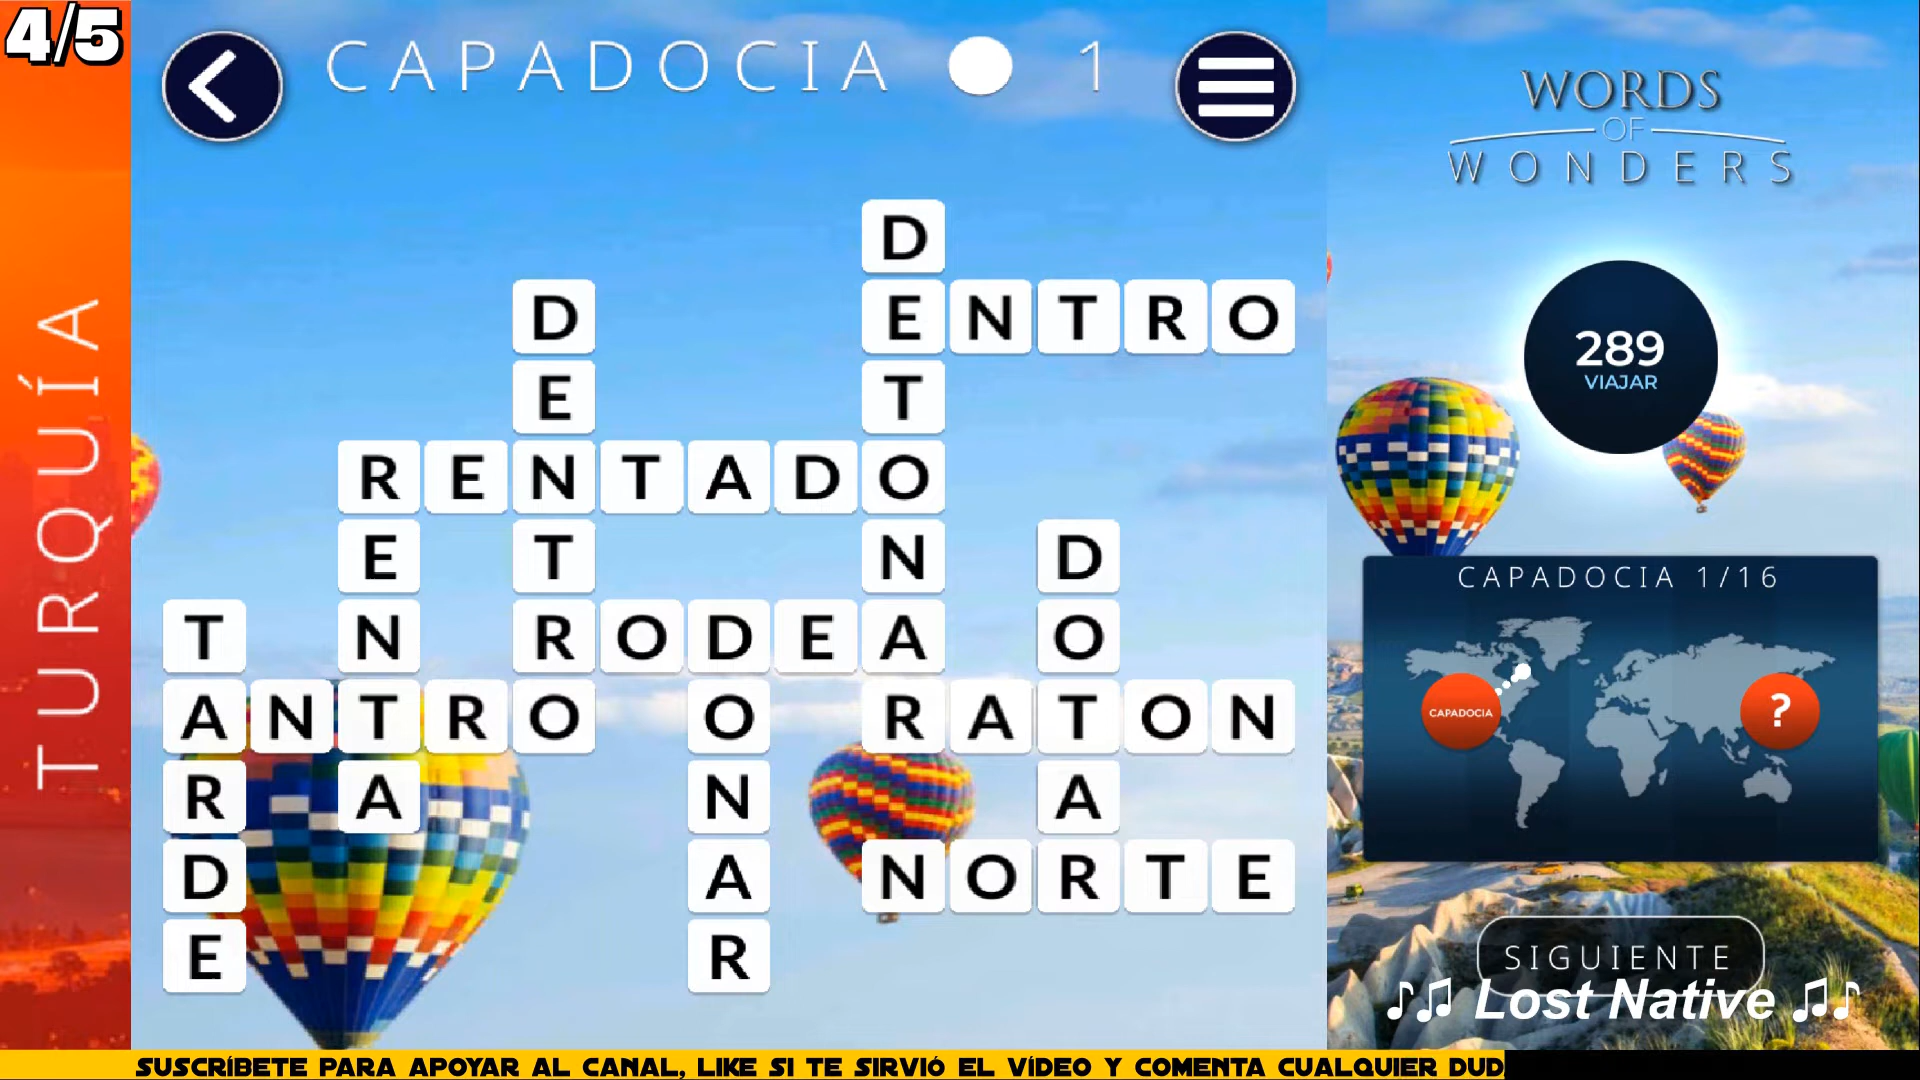 4/5
TURQUÍA
CAPADOCIA 1
D
D ENTRO
E T
RENTADO
E T N D
T N RODEA O
ANTRO O RATON
R A N A
D A NORTE
E R
WORDS
OF
WONDERS
289
VIAJAR
CAPADOCIA 1/16
CAPADOCIA
?
SIGUIENTE
♪♫ Lost Native ♫♪
SUSCRÍBETE PARA APOYAR AL CANAL, LIKE SI TE SIRVIÓ EL VÍDEO Y COMENTA CUALQUIER DUD